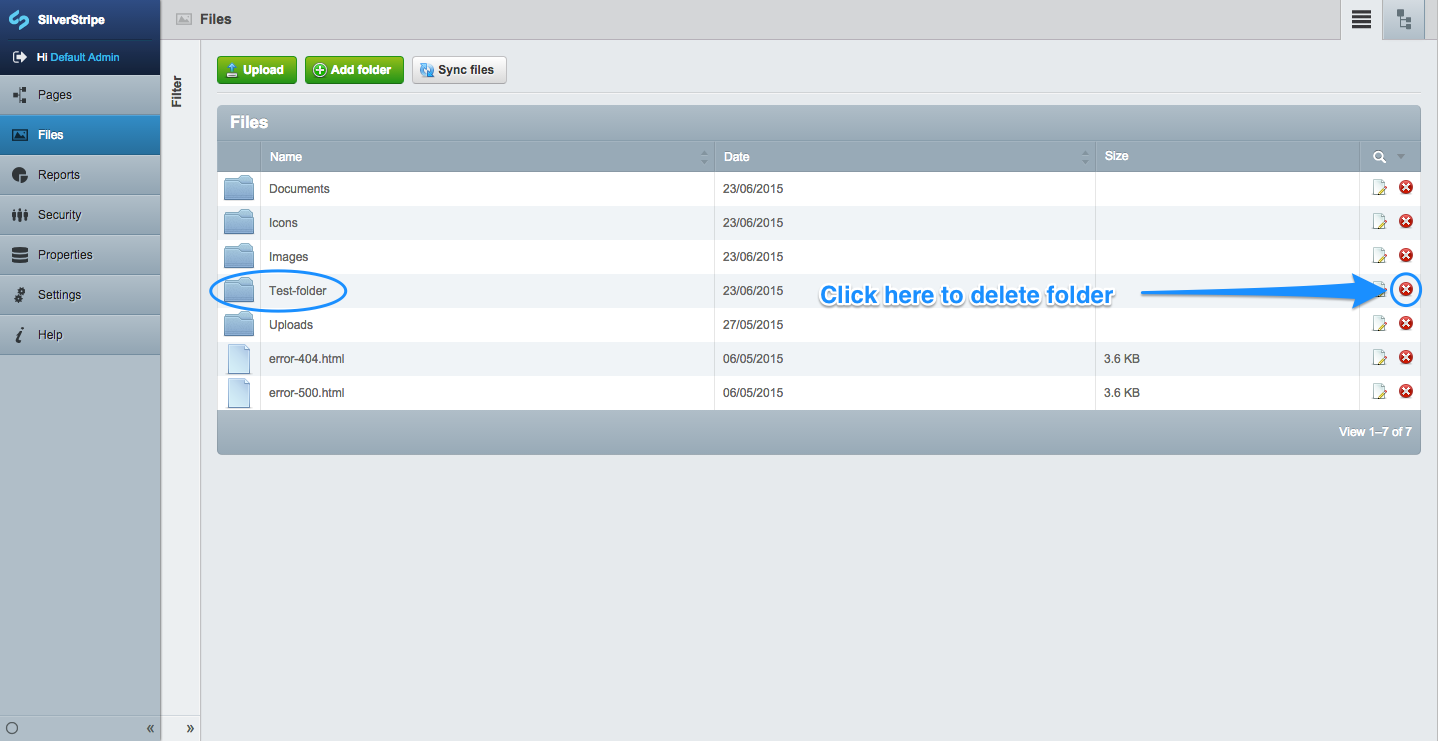 SilverStripe
Hi Default Admin
Pages
Files
Reports
Security
Properties
Settings
Help
«
Files
Filter
»
Upload Add folder Sync files
Files
Name Date Size
Documents 23/06/2015
Icons 23/06/2015
Images 23/06/2015
Test-folder 23/06/2015 Click here to delete folder
Uploads 27/05/2015
error-404.html 06/05/2015 3.6 KB
error-500.html 06/05/2015 3.6 KB
View 1–7 of 7